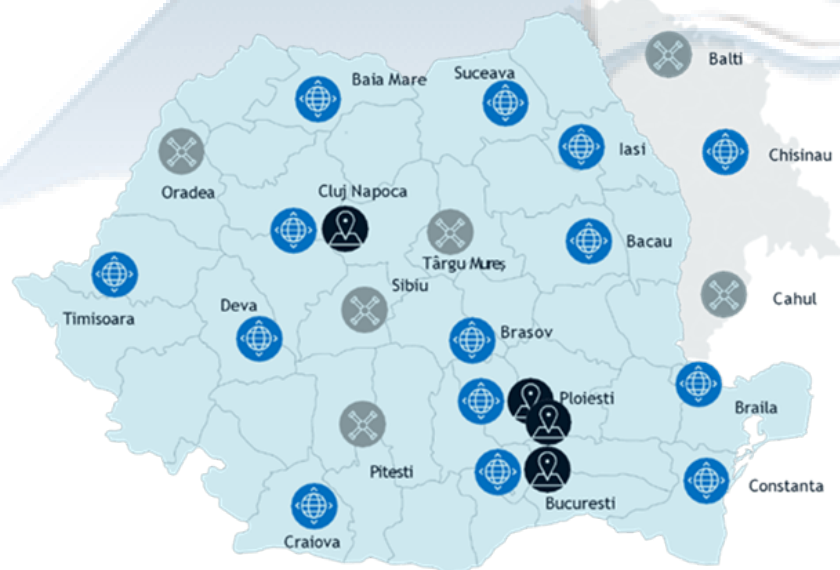 Balti
Baia Mare
Suceava
Iasi
Chisinau
Oradea
Cluj Napoca
Bacau
Târgu Mureș
Sibiu
Cahul
Deva
Timisoara
Brasov
Ploiesti
Braila
Pitesti
Constanta
Bucuresti
Craiova